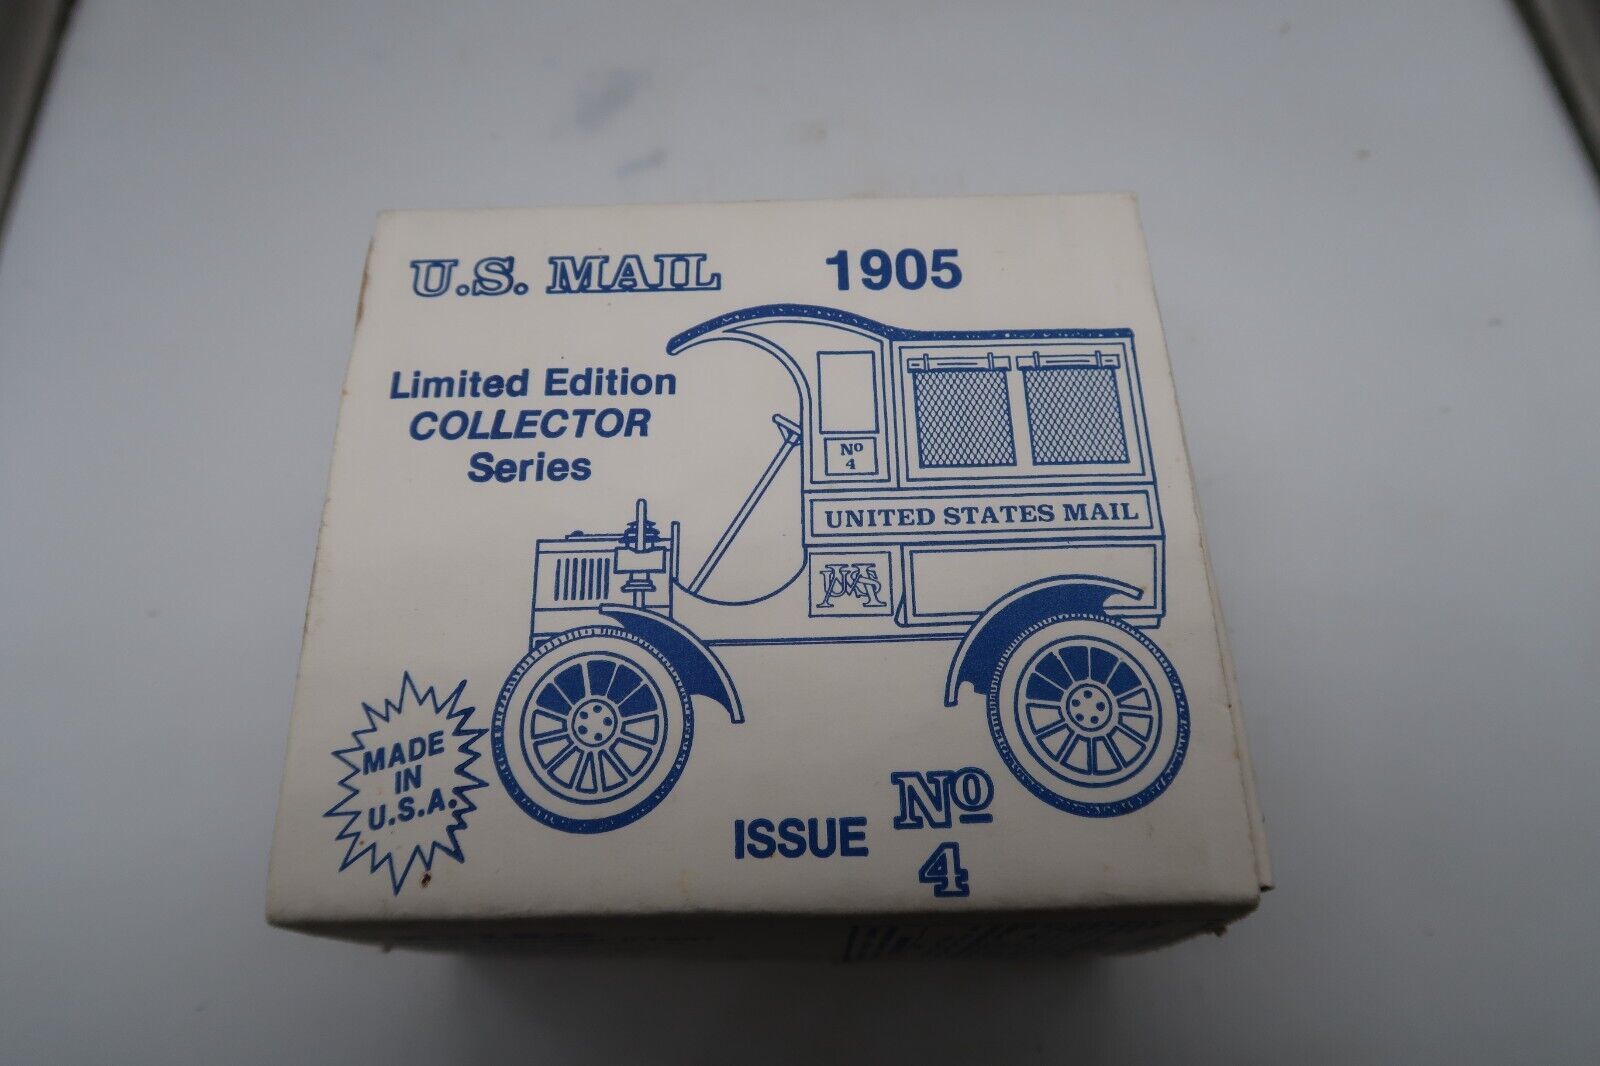 U.S. MAIL 1905
Limited Edition
COLLECTOR
Series
Nº
4
UNITED STATES MAIL
MADE
IN
U.S.A.
ISSUE Nº
4